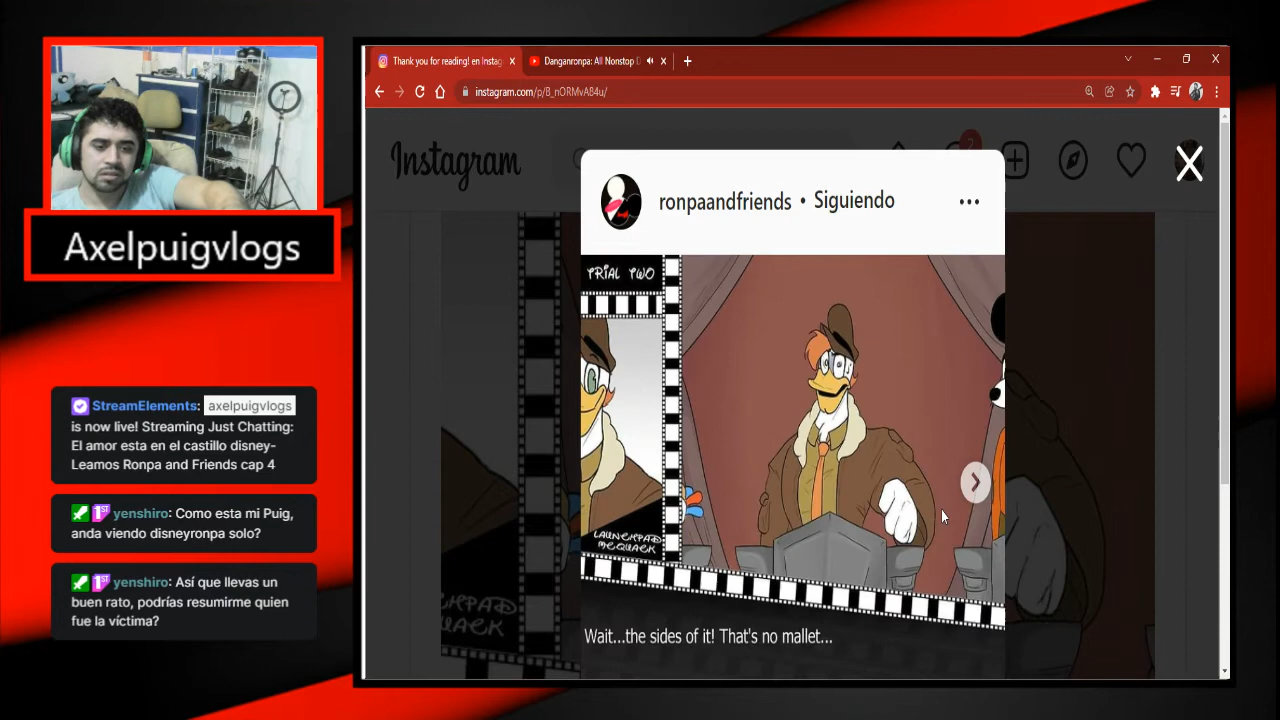 Thank you for reading! en Instag
Danganronpa: All Nonstop D
instagram.com/p/B_nORMvA84u/
Instagram
ronpaandfriends • Siguiendo
TRIAL TWO
LAUNCHPAD
MCQUACK
Wait...the sides of it! That's no mallet...
Axelpuigvlogs
StreamElements: axelpuigvlogs
is now live! Streaming Just Chatting:
El amor esta en el castillo disney-
Leamos Ronpa and Friends cap 4
yenshiro: Como esta mi Puig,
anda viendo disneyronpa solo?
yenshiro: Así que llevas un
buen rato, podrías resumirme quien
fue la víctima?